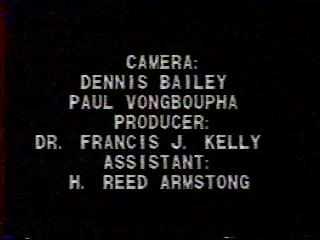 CAMERA:
DENNIS BAILEY
PAUL VONGBOUPHA
PRODUCER:
DR. FRANCIS J. KELLY
ASSISTANT:
H. REED ARMSTONG